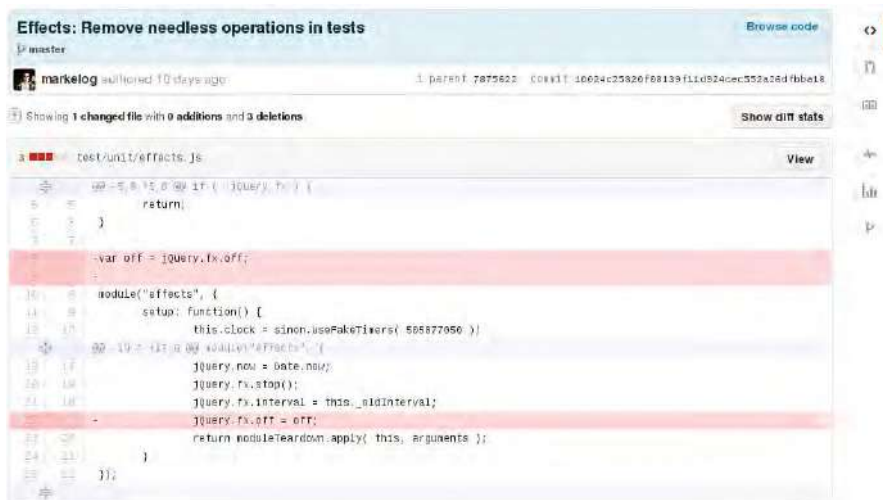 Effects: Remove needless operations in tests
Browse code
master
markelog authored 10 days ago
1 parent 7875622 commit
Showing 1 changed file with 0 additions and 3 deletions
Show diff stats
3 test/unit/effects.js
View
return;
}
-var off = jQuery.fx.off;
-
module("effects", {
setup: function() {
this.clock = sinon.useFakeTimers( 505877050 );
jQuery.now = Date.now;
jQuery.fx.stop();
jQuery.fx.interval = this._oldInterval;
- jQuery.fx.off = off;
return moduleTeardown.apply( this, arguments );
}
});